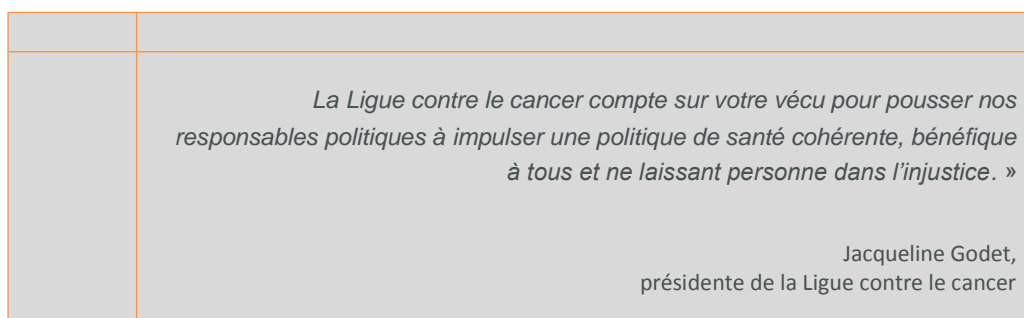 La Ligue contre le cancer compte sur votre vécu pour pousser nos
responsables politiques à impulser une politique de santé cohérente, bénéfique
à tous et ne laissant personne dans l’injustice. »
Jacqueline Godet,
présidente de la Ligue contre le cancer